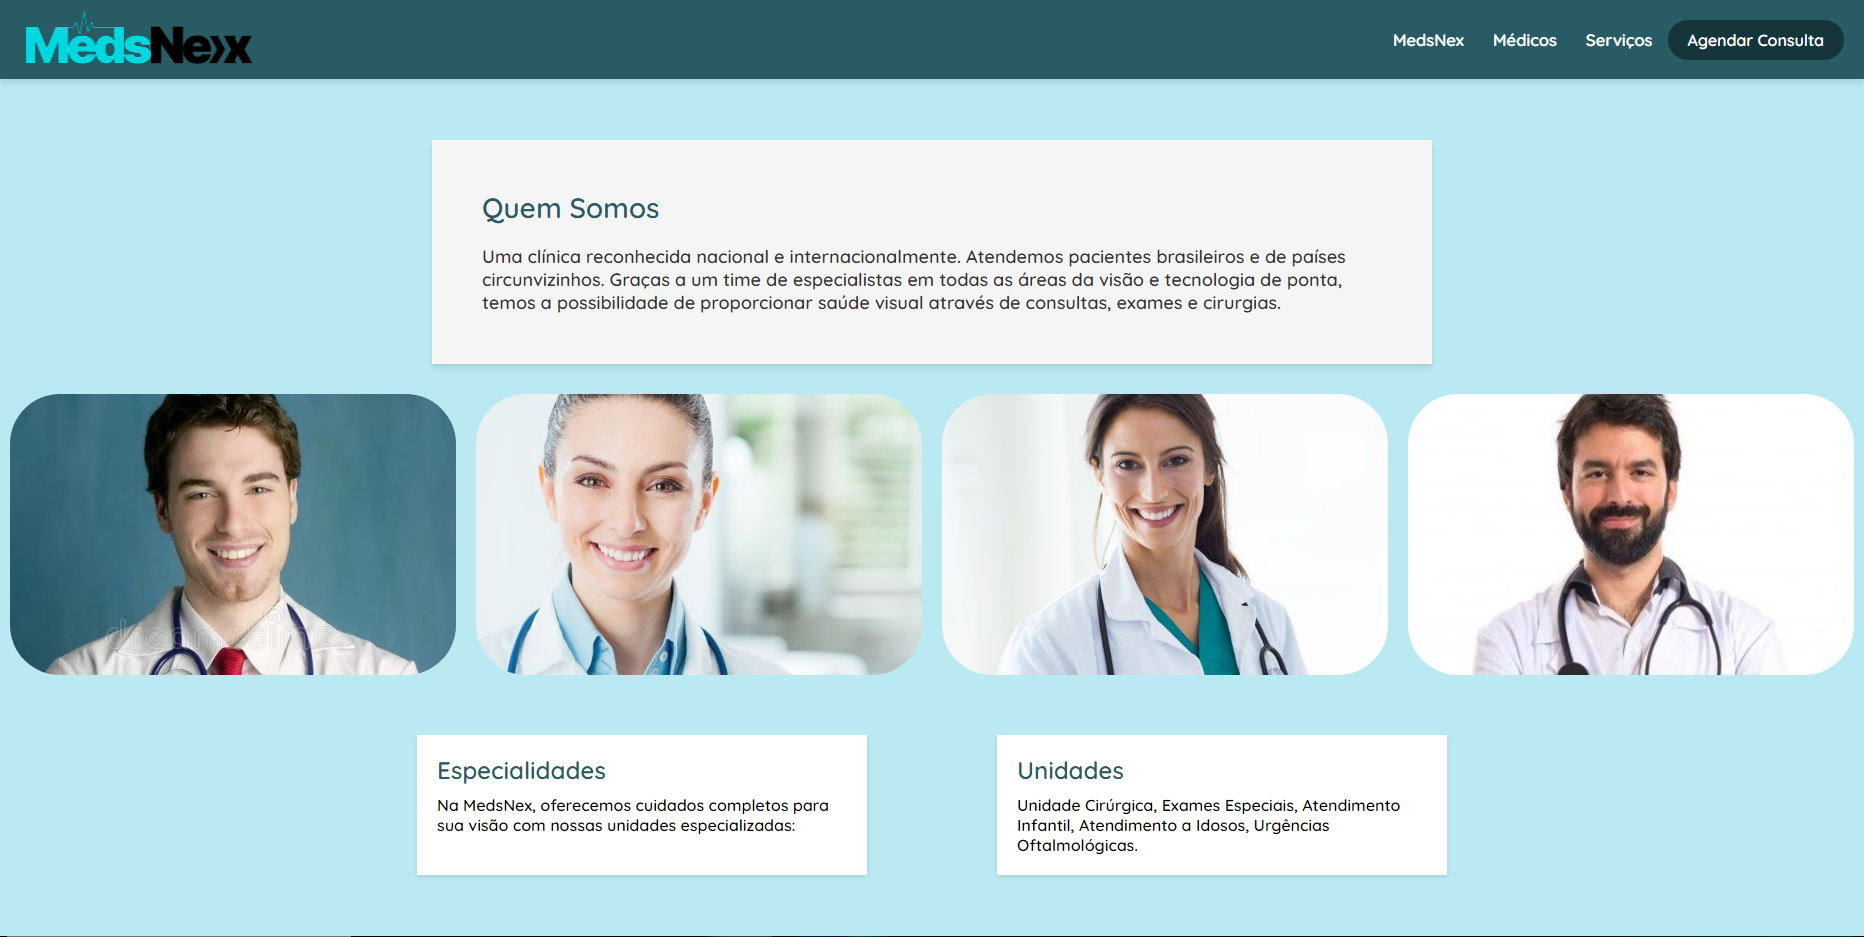 MedsNex
MedsNex
Médicos
Serviços
Agendar Consulta
Quem Somos
Uma clínica reconhecida nacional e internacionalmente. Atendemos pacientes brasileiros e de países
circunvizinhos. Graças a um time de especialistas em todas as áreas da visão e tecnologia de ponta,
temos a possibilidade de proporcionar saúde visual através de consultas, exames e cirurgias.
dreamstime
Especialidades
Na MedsNex, oferecemos cuidados completos para
sua visão com nossas unidades especializadas:
Unidades
Unidade Cirúrgica, Exames Especiais, Atendimento
Infantil, Atendimento a Idosos, Urgências
Oftalmológicas.